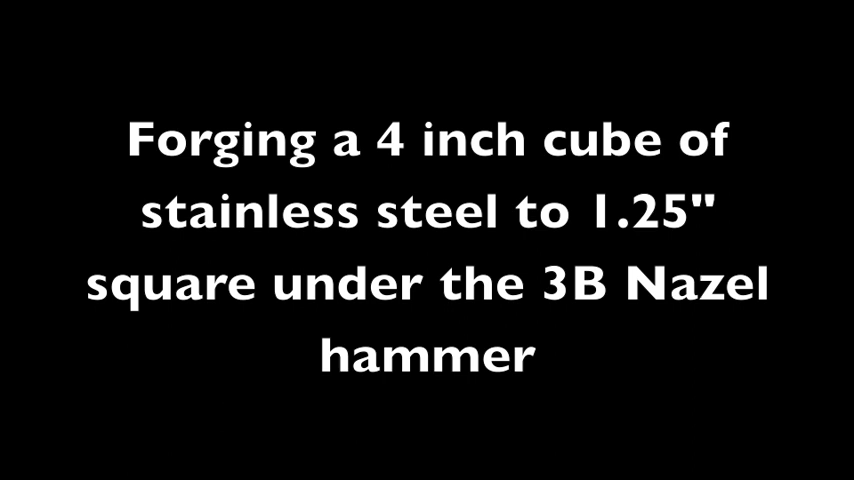 Forging a 4 inch cube of
stainless steel to 1.25"
square under the 3B Nazel
hammer